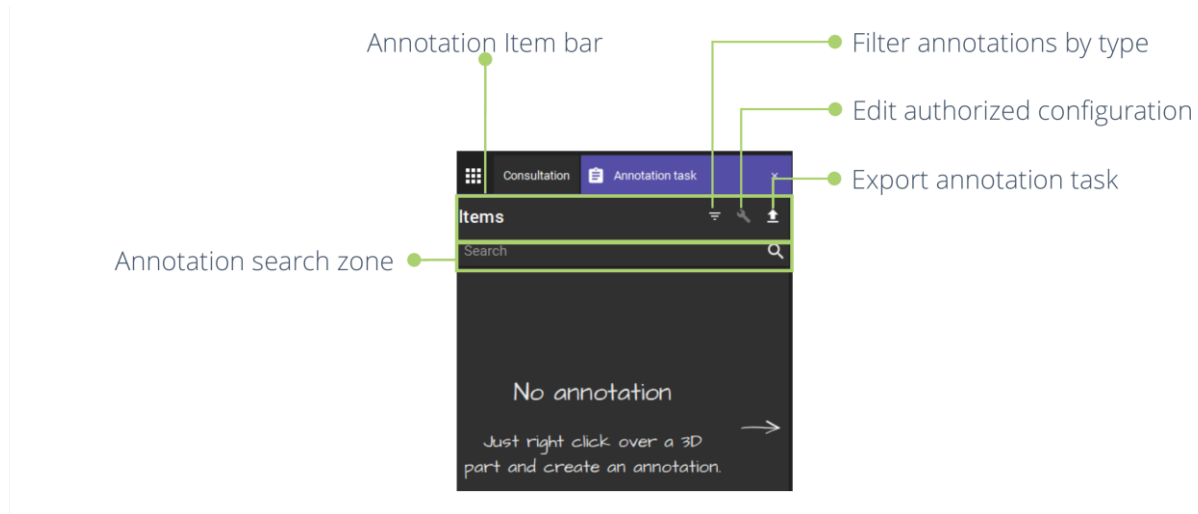 Annotation Item bar
Filter annotations by type
Edit authorized configuration
Consultation
Annotation task
×
Export annotation task
Items
Search
Annotation search zone
No annotation
Just right click over a 3D
part and create an annotation.